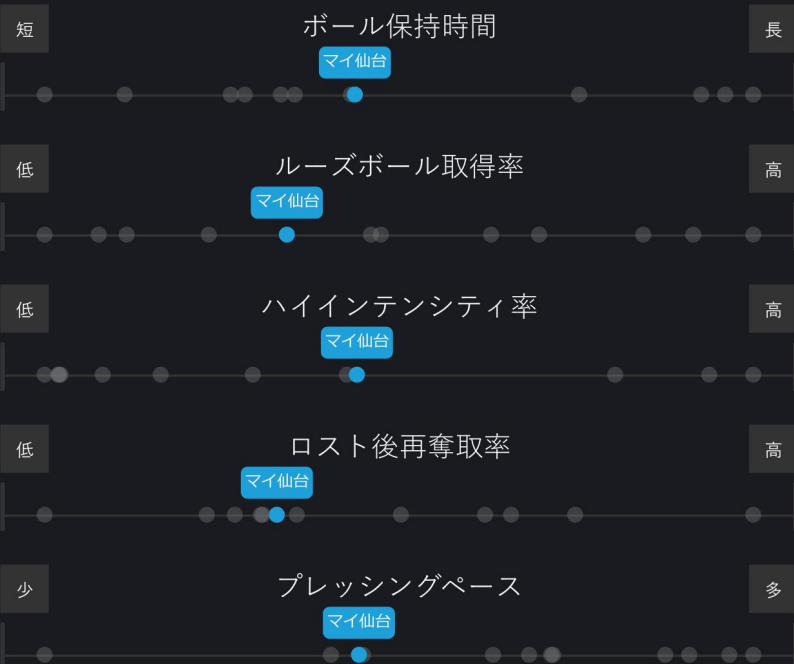 ボール保持時間
短
長
マイ仙台
ルーズボール取得率
低
高
マイ仙台
ハイインテンシティ率
低
高
マイ仙台
ロスト後再奪取率
低
高
マイ仙台
プレッシングペース
少
多
マイ仙台